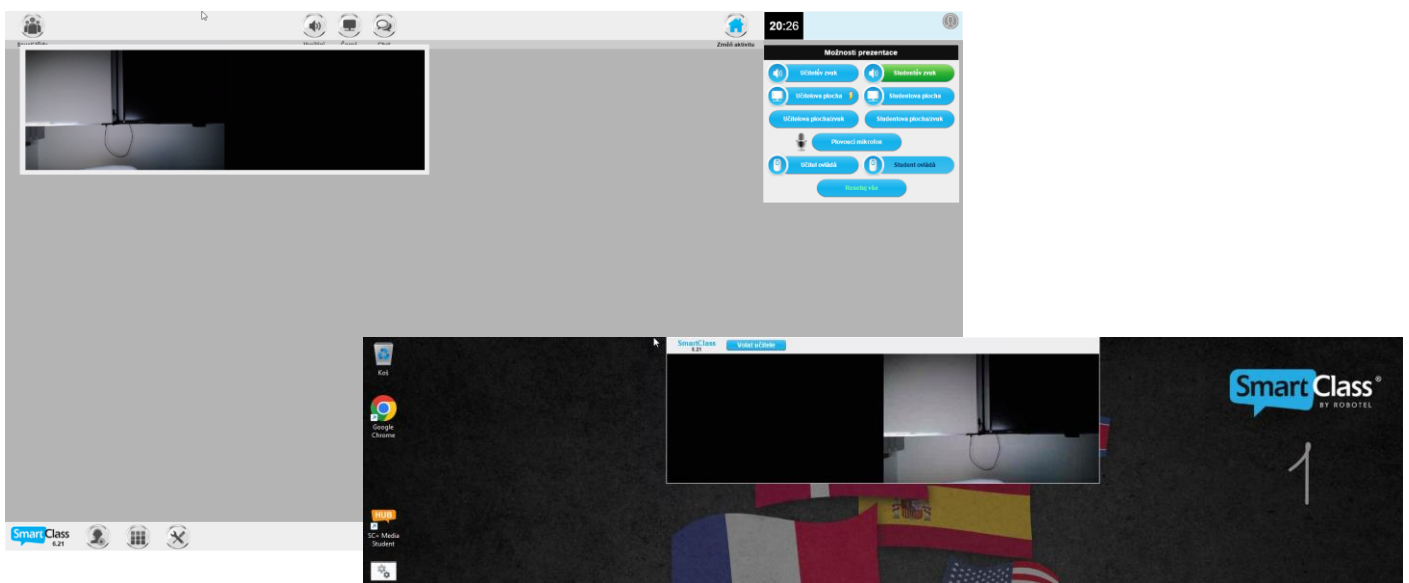 20:26
Změň aktivitu
Možnosti prezentace
Učitelův zvuk
Studentův zvuk
Učitelova plocha
Studentova plocha
Učitelova plocha/zvuk
Studentova plocha/zvuk
Plovoucí mikrofon
Učitel ovládá
Student ovládá
Resetuj vše
SmartClass
6.21
SmartClass
6.21
Volat učitele
Koš
Google
Chrome
HUB
SC+ Media
Student
SmartClass®
BY ROBOTEL
1